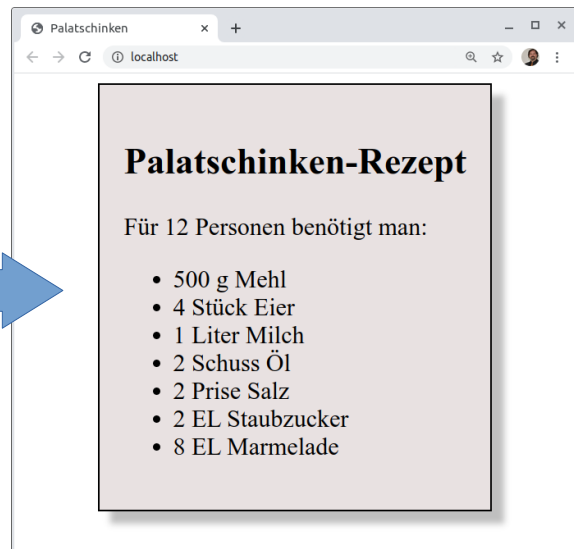 Palatschinken
localhost
Palatschinken-Rezept
Für 12 Personen benötigt man:
• 500 g Mehl
• 4 Stück Eier
• 1 Liter Milch
• 2 Schuss Öl
• 2 Prise Salz
• 2 EL Staubzucker
• 8 EL Marmelade